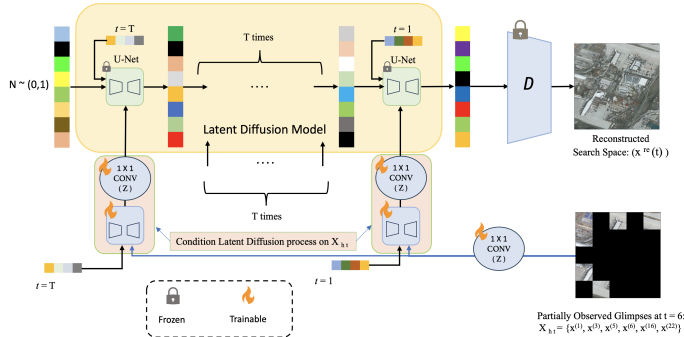 t = T
T times
t = 1
U-Net
U-Net
N ~ (0,1)
....
D
Latent Diffusion Model
....
Reconstructed
Search Space: (x ʳᵉ (t) )
1 X 1
CONV
(Z)
1 X 1
CONV
(Z)
T times
Condition Latent Diffusion process on X ₕ ₜ
1 X 1
CONV
(Z)
t = T
t = 1
Frozen
Trainable
Partially Observed Glimpses at t = 6:
X ₕ ₜ = {x⁽¹⁾, x⁽³⁾, x⁽⁵⁾, x⁽⁶⁾, x⁽¹⁶⁾, x⁽²²⁾}